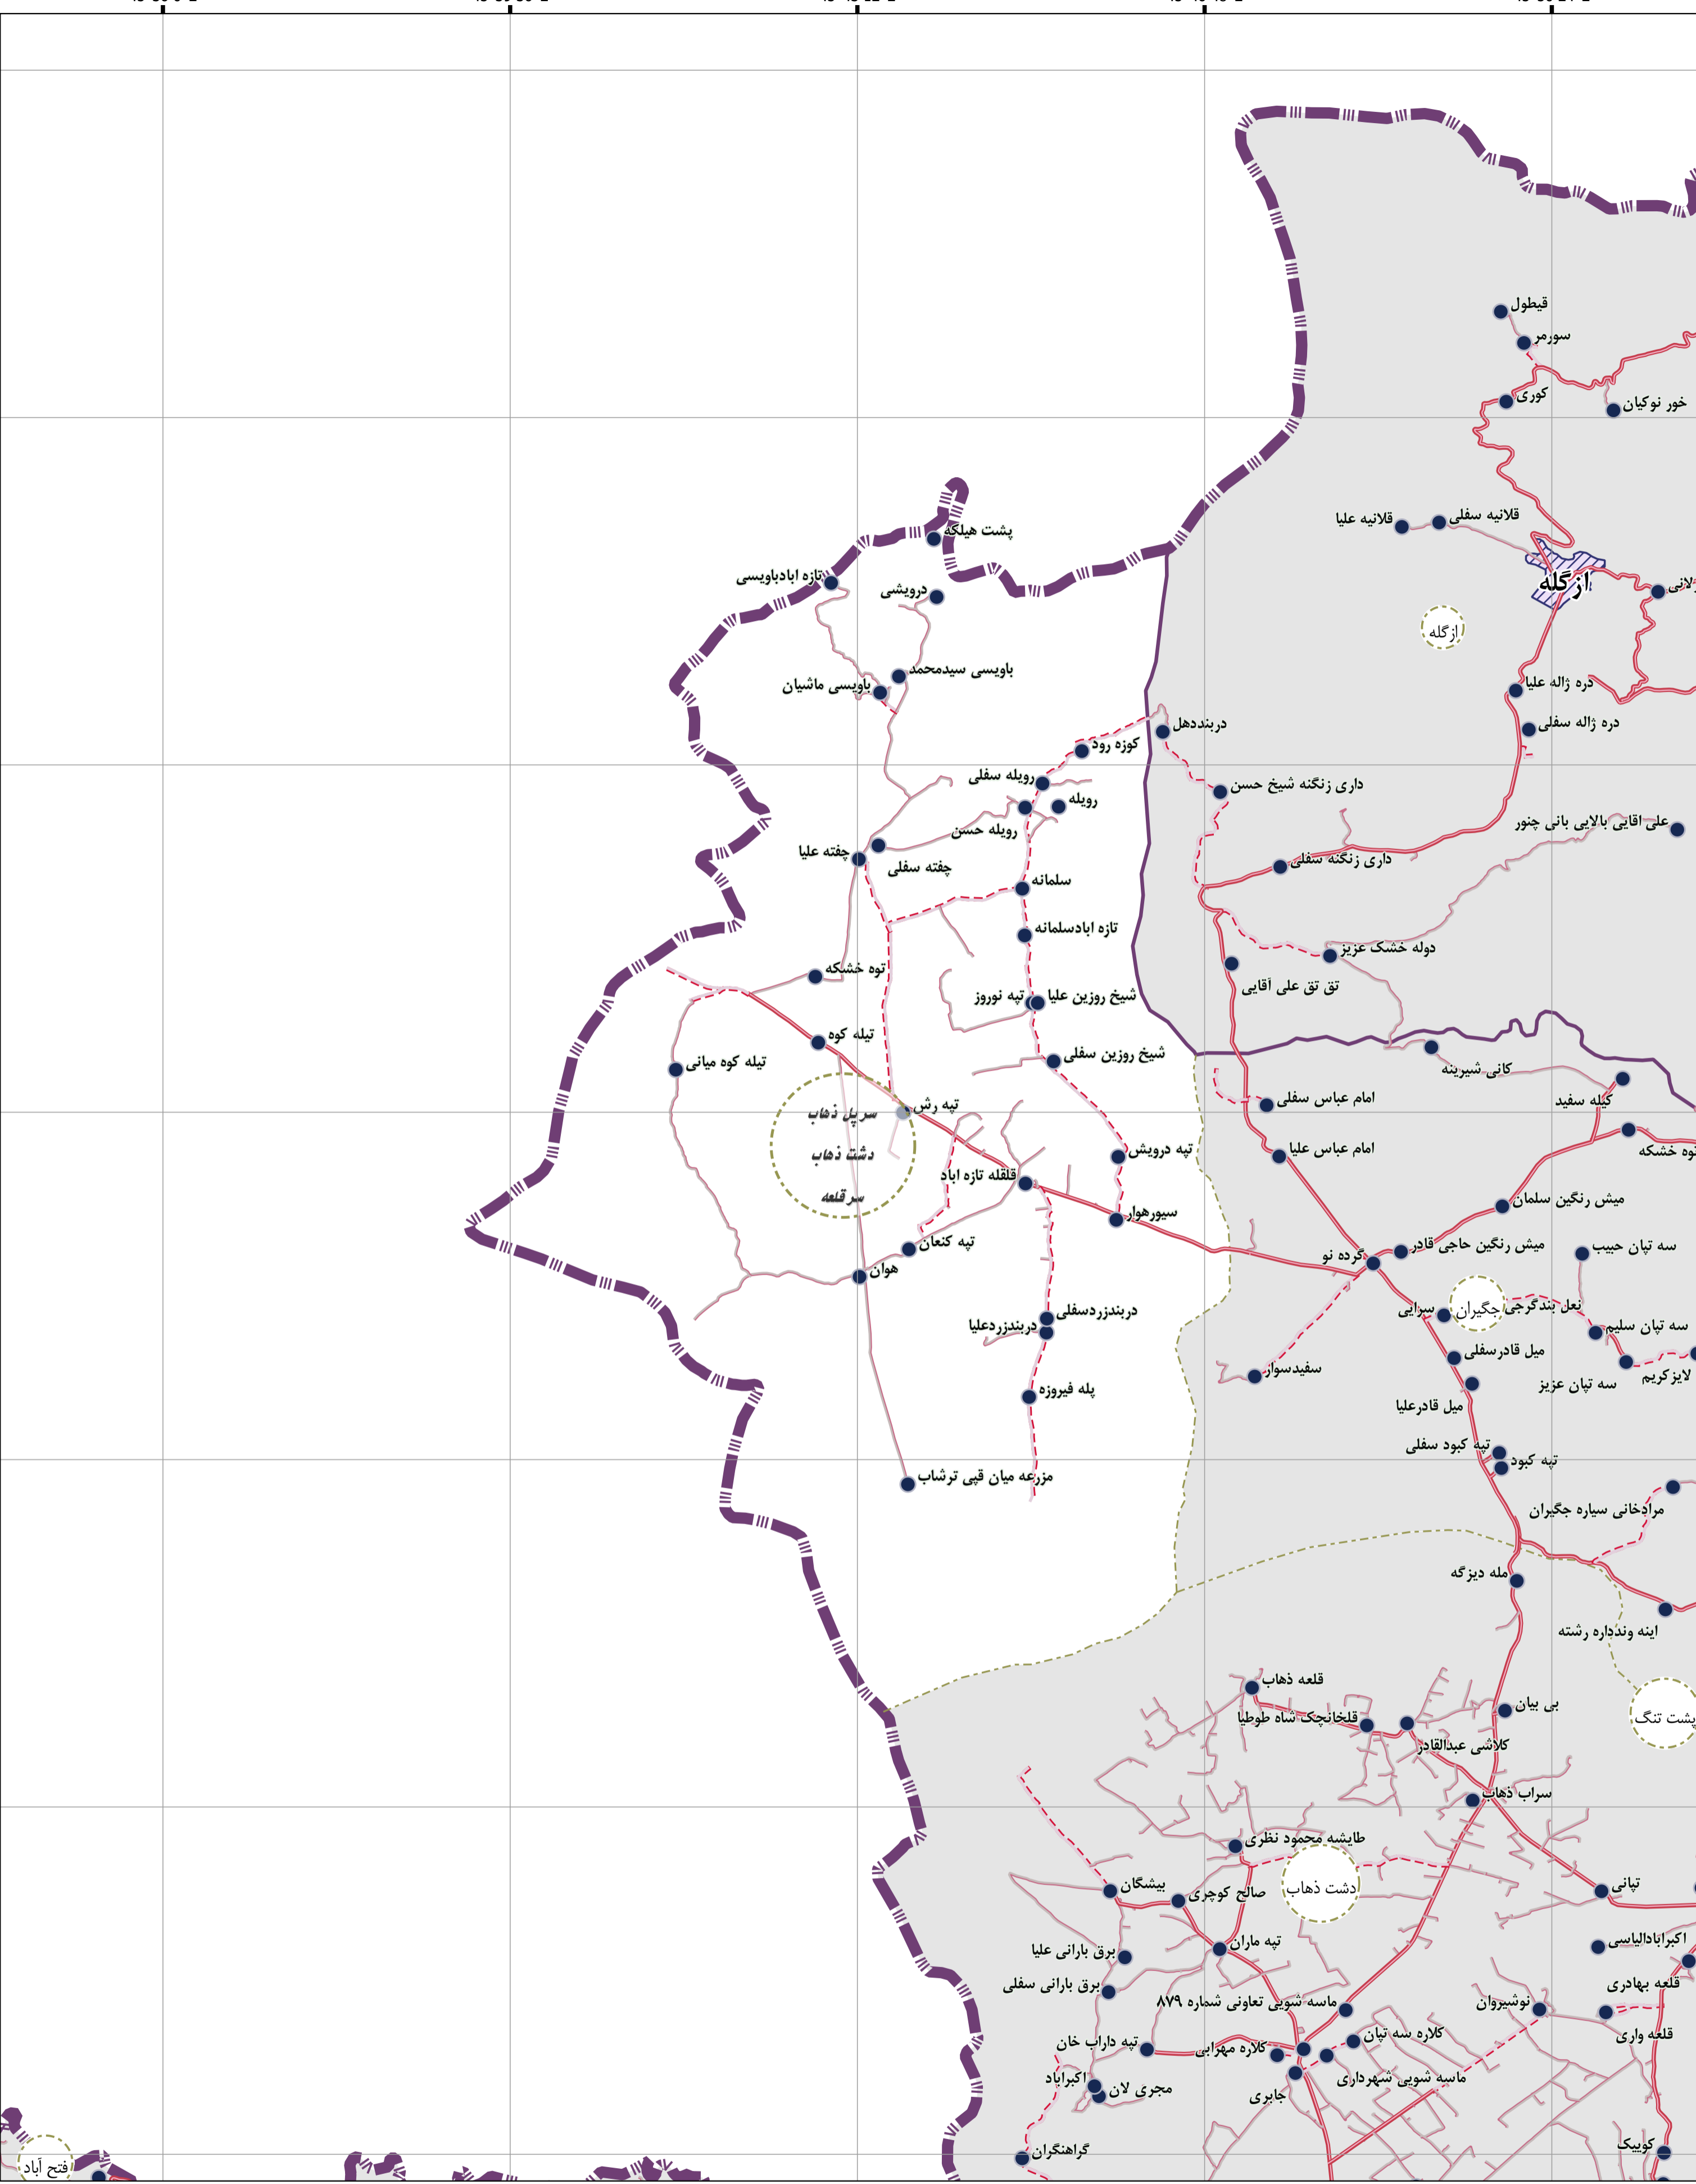 قیطول
سورمر
کوری
خور نوکیان
قلانیه سفلی
قلانیه علیا
پشت هیلکه
ازگله
تازه ابادباویسی
درویشی
ازگله
باویسی سیدمحمد
باویسی ماشیان
دره ژاله علیا
دره ژاله سفلی
دربنددهل
کوزه رود
رویله سفلی
داری زنگنه شیخ حسن
رویله
رویله حسن
علی اقایی بالایی بانی چنور
چفته علیا
چفته سفلی
داری زنگنه سفلی
سلمانه
تازه ابادسلمانه
دوله خشک عزیز
توه خشکه
تق تق علی آقایی
شیخ روزین علیا
تپه نوروز
تیله کوه
شیخ روزین سفلی
تیله کوه میانی
کانی شیرینه
کیله سفید
امام عباس سفلی
تپه رش
سرپل ذهاب
دشت ذهاب
سرقلعه
تپه درویش
امام عباس علیا
قلقله تازه اباد
میش رنگین سلمان
سیورهوار
تپه کنعان
میش رنگین حاجی قادر
سه تپان حبیب
گرده نو
هوان
سرایی
جگیران
نعل بندگرجی
دربندزردسفلی
دربندزردعلیا
سه تپان سلیم
میل قادرسفلی
سفیدسوار
لایزکریم
سه تپان عزیز
پله فیروزه
میل قادرعلیا
تپه کبود سفلی
تپه کبود
مزرعه میان قپی ترشاب
مرادخانی سیاره جگیران
مله دیزگه
اینه ونددارە رشته
قلعه ذهاب
بی بیان
قلخانچک شاه طوطیا
پشت تنگ
کلاشی عبدالقادر
سراب ذهاب
طایشه محمود نظری
بیشگان
صالح کوچری
دشت ذهاب
تپانی
برق بارانی علیا
تپه ماران
اکبرابادالیاسی
برق بارانی سفلی
ماسه شویی تعاونی شماره ۸۷۹
نوشیروان
قلعه بهادری
تپه داراب خان
کلاره مهرابی
کلاره سه تپان
قلعه واری
اکبراباد
مجری لان
جابری
ماسه شویی شهرداری
گراهنگران
کوییک
فتح آباد